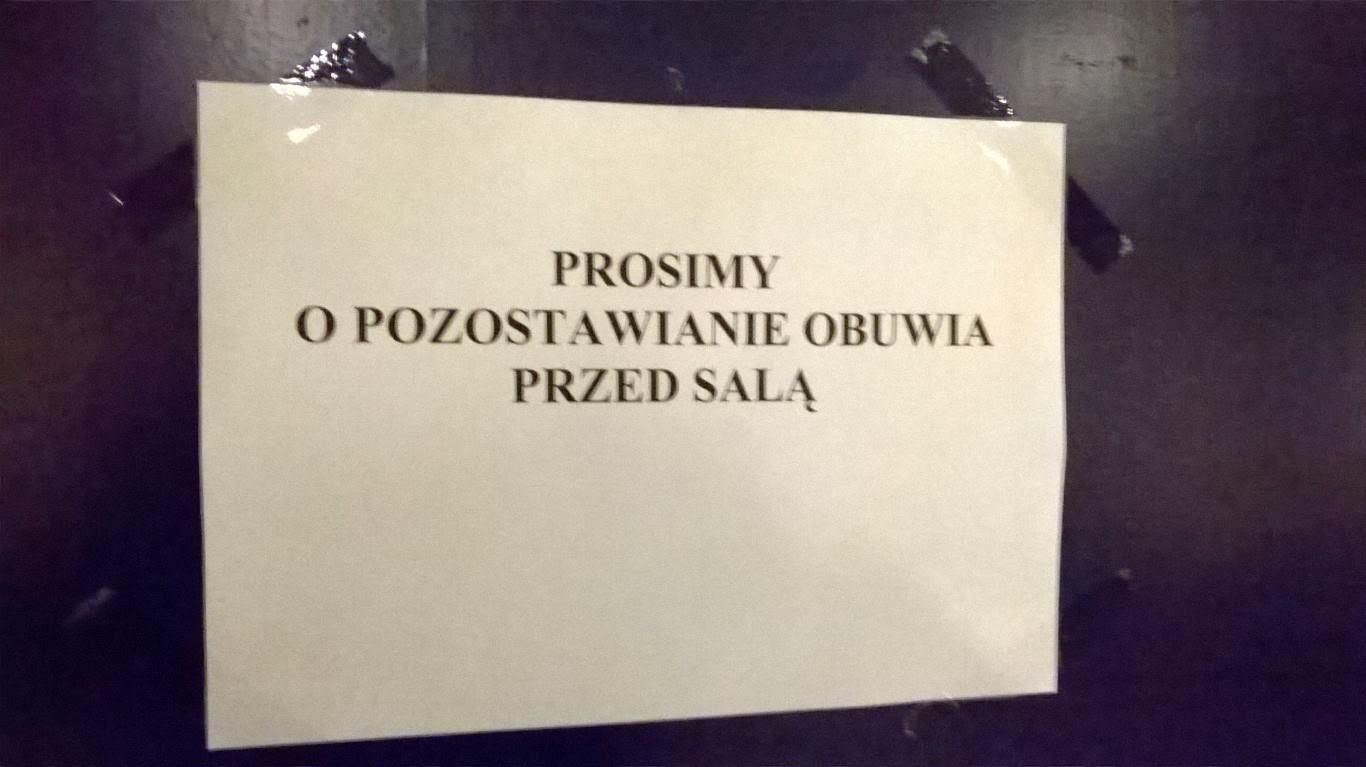 PROSIMY
O POZOSTAWIANIE OBUWIA
PRZED SALĄ